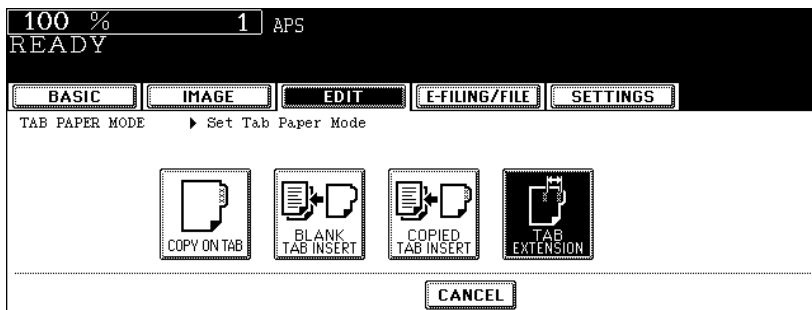 100 % 1 APS
READY
BASIC IMAGE EDIT E-FILING/FILE SETTINGS
TAB PAPER MODE ▶ Set Tab Paper Mode
COPY ON TAB
BLANK
TAB INSERT
COPIED
TAB INSERT
TAB
EXTENSION
CANCEL